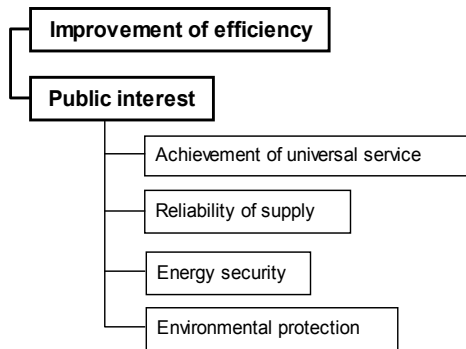 Improvement of efficiency
Public interest
Achievement of universal service
Reliability of supply
Energy security
Environmental protection